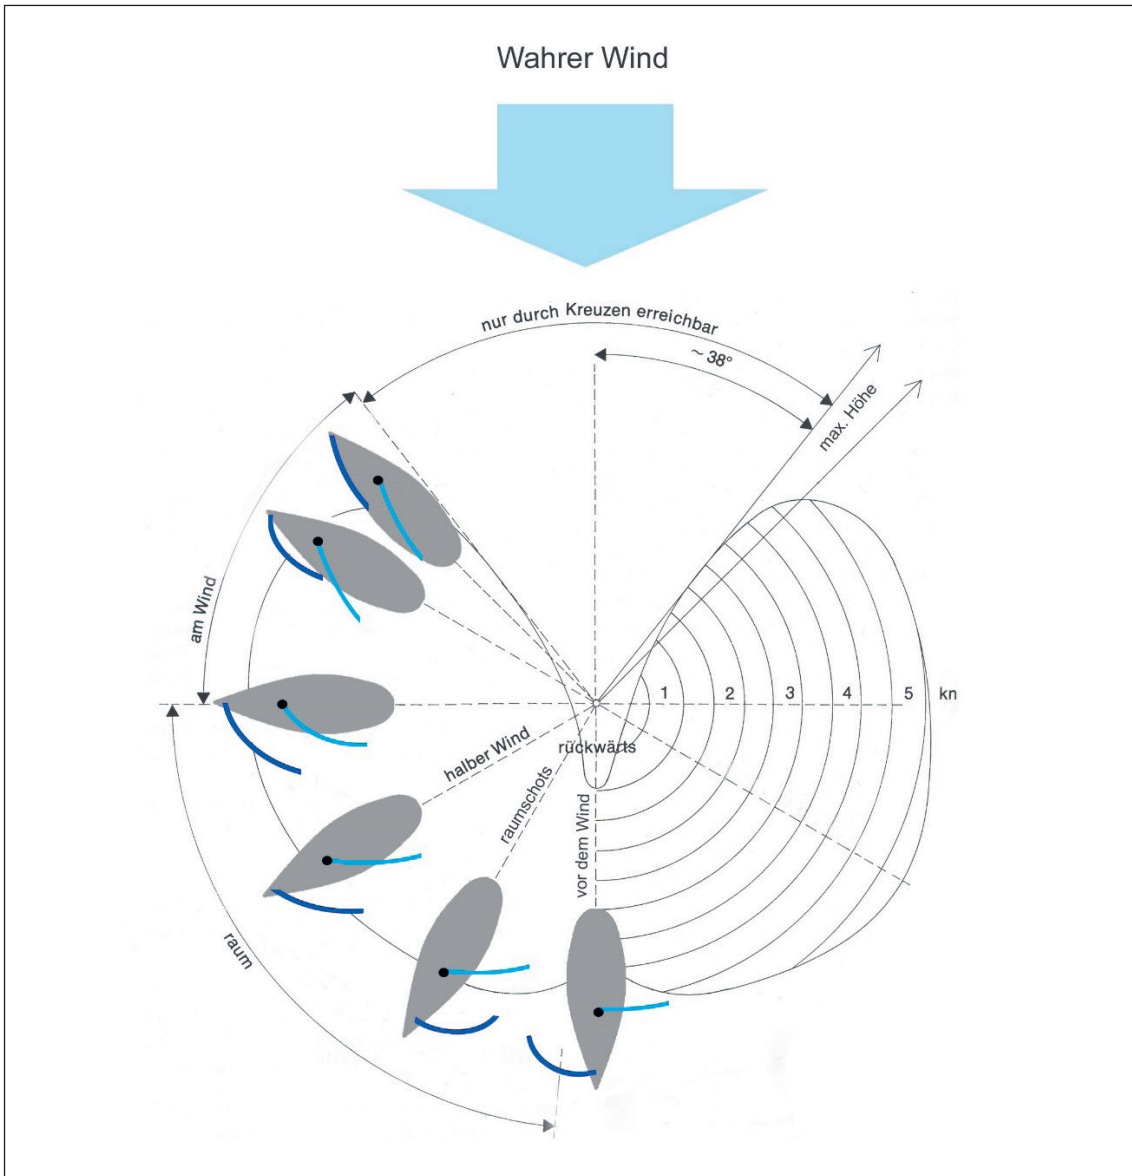 Wahrer Wind
nur durch Kreuzen erreichbar
~ 38°
max. Höhe
am Wind
1 2 3 4 5 kn
rückwärts
halber Wind
raumschots
vor dem Wind
raum